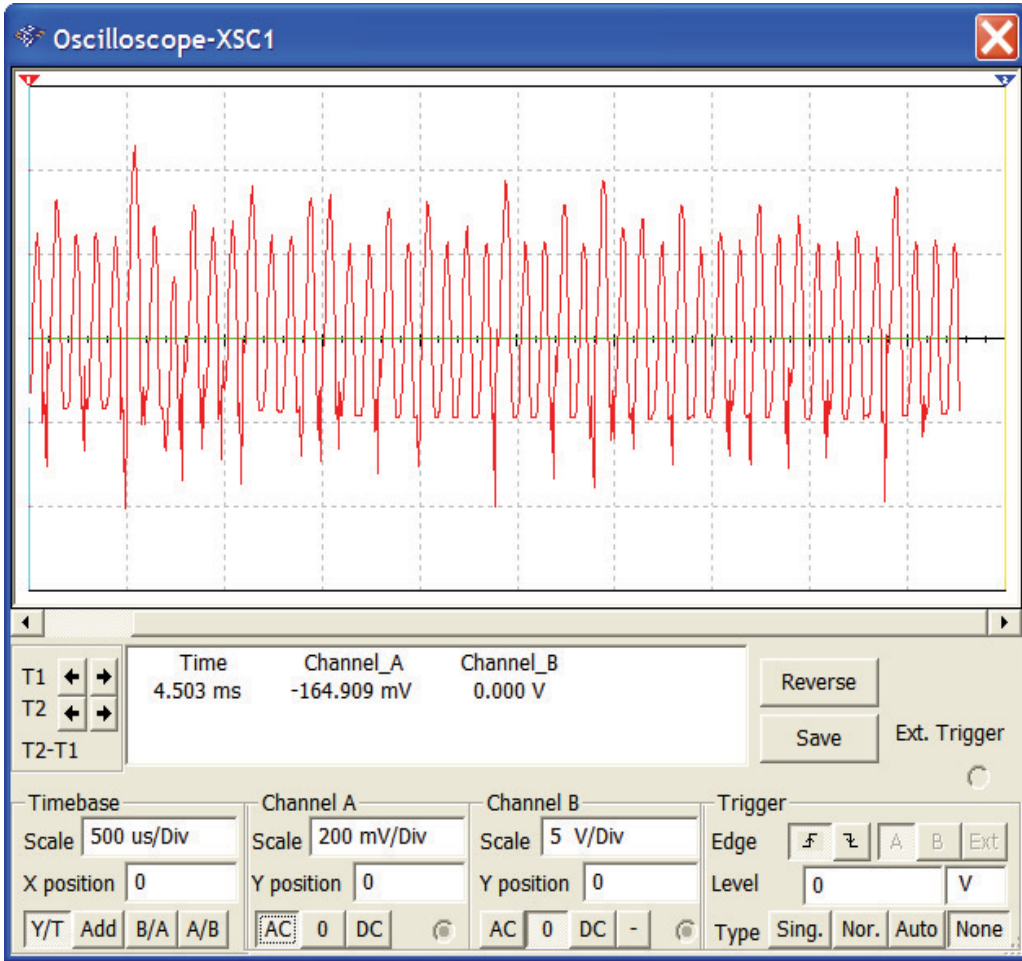 Oscilloscope-XSC1
1
2
T1
T2
T2-T1
Time Channel_A Channel_B
4.503 ms -164.909 mV 0.000 V
Reverse
Save
Ext. Trigger
Timebase
Scale 500 us/Div
X position 0
Y/T Add B/A A/B
Channel A
Scale 200 mV/Div
Y position 0
AC 0 DC
Channel B
Scale 5 V/Div
Y position 0
AC 0 DC -
Trigger
Edge A B Ext
Level 0 V
Type Sing. Nor. Auto None